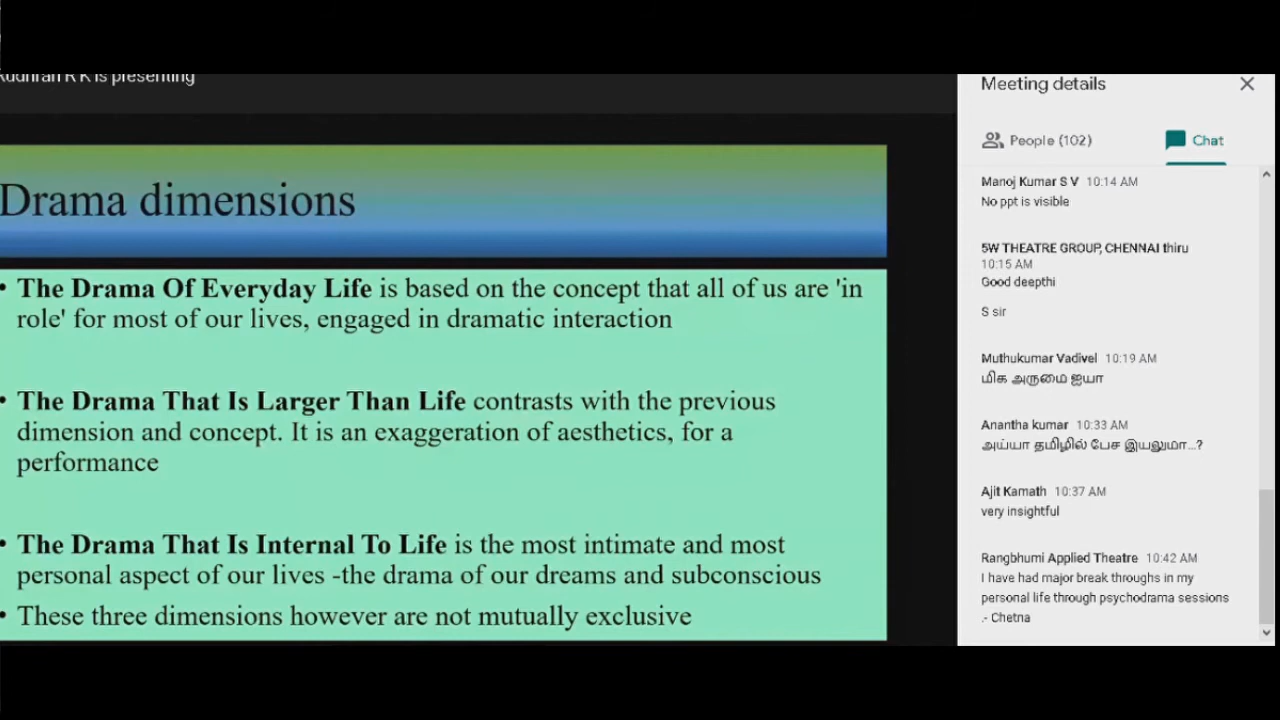 Rudhran R K is presenting
Drama dimensions
• The Drama Of Everyday Life is based on the concept that all of us are 'in
role' for most of our lives, engaged in dramatic interaction
• The Drama That Is Larger Than Life contrasts with the previous
dimension and concept. It is an exaggeration of aesthetics, for a
performance
• The Drama That Is Internal To Life is the most intimate and most
personal aspect of our lives -the drama of our dreams and subconscious
• These three dimensions however are not mutually exclusive
Meeting details
People (102)
Chat
Manoj Kumar S V 10:14 AM
No ppt is visible
5W THEATRE GROUP, CHENNAI thiru
10:15 AM
Good deepthi
S sir
Muthukumar Vadivel 10:19 AM
மிக அருமை ஐயா
Anantha kumar 10:33 AM
அய்யா தமிழில் பேச இயலுமா...?
Ajit Kamath 10:37 AM
very insightful
Rangbhumi Applied Theatre 10:42 AM
I have had major break throughs in my
personal life through psychodrama sessions
.- Chetna